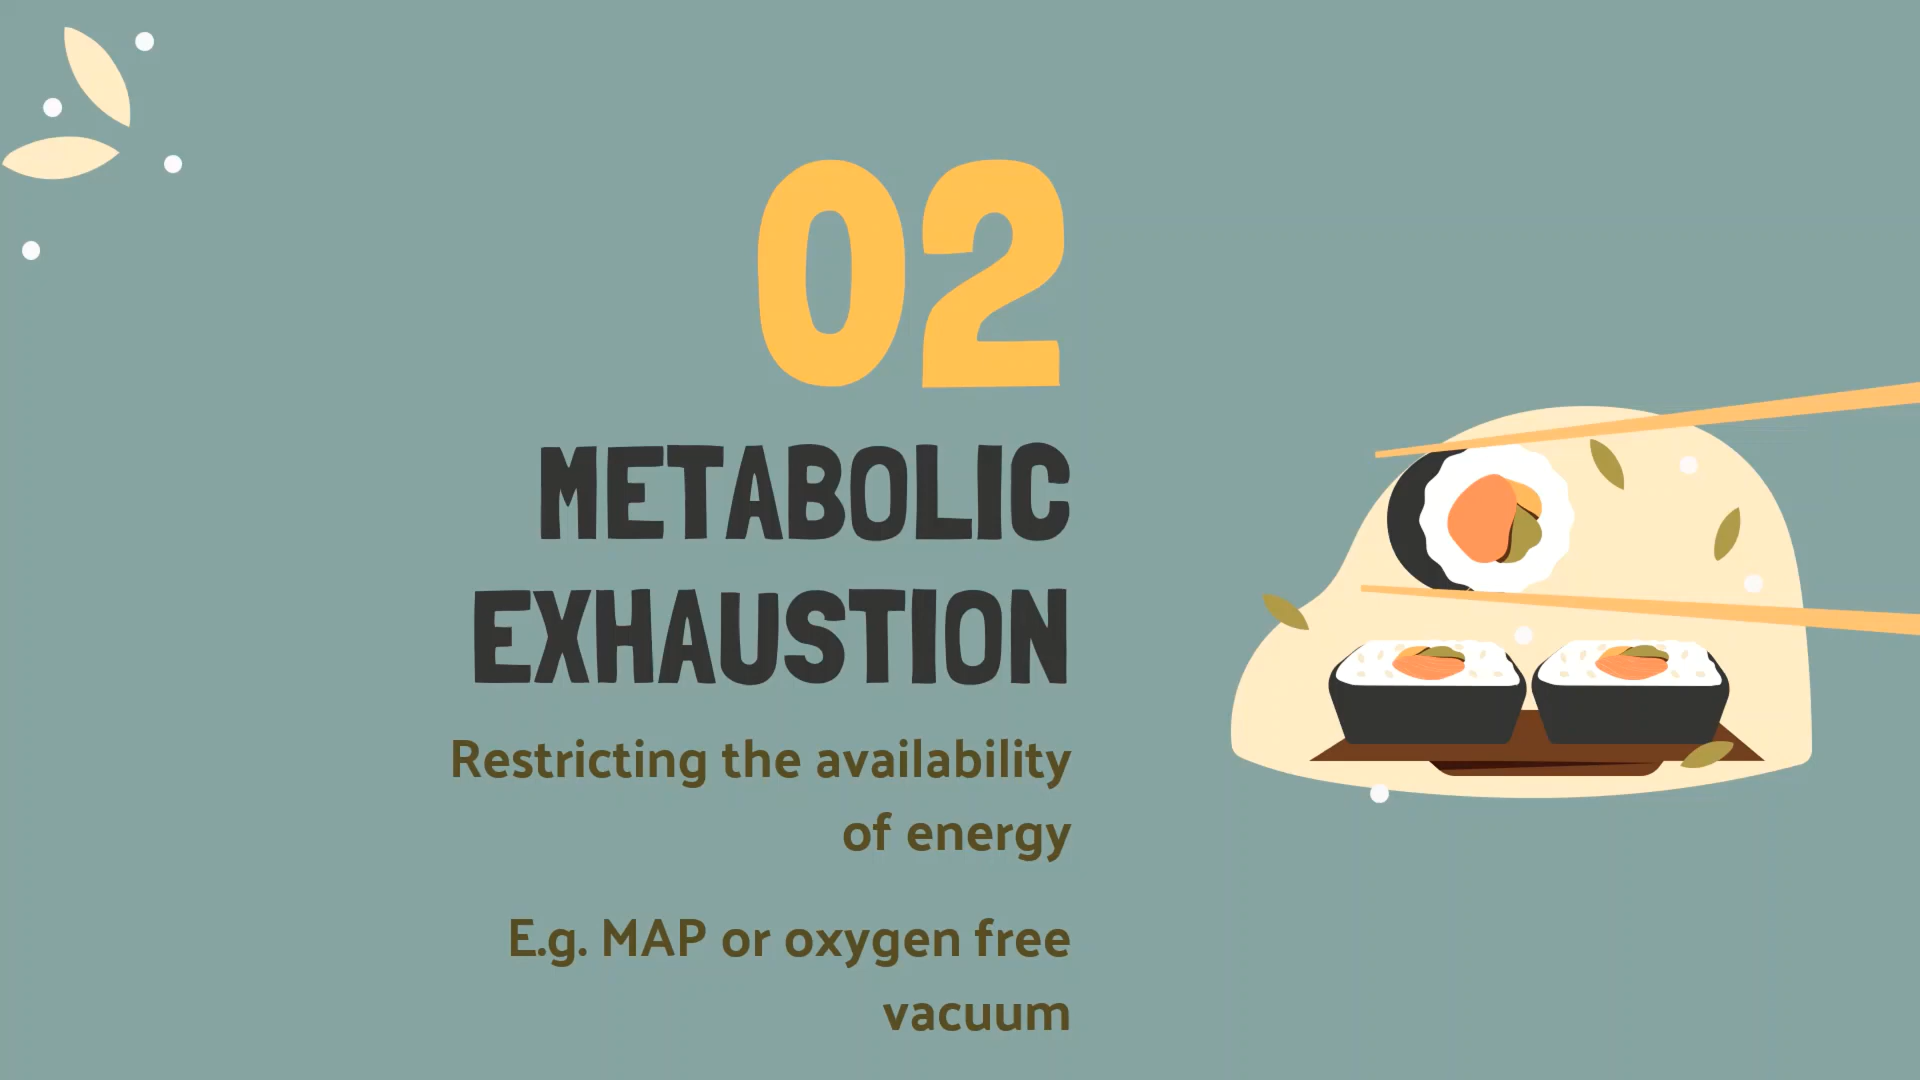 02
METABOLIC
EXHAUSTION
Restricting the availability
of energy
E.g. MAP or oxygen free
vacuum